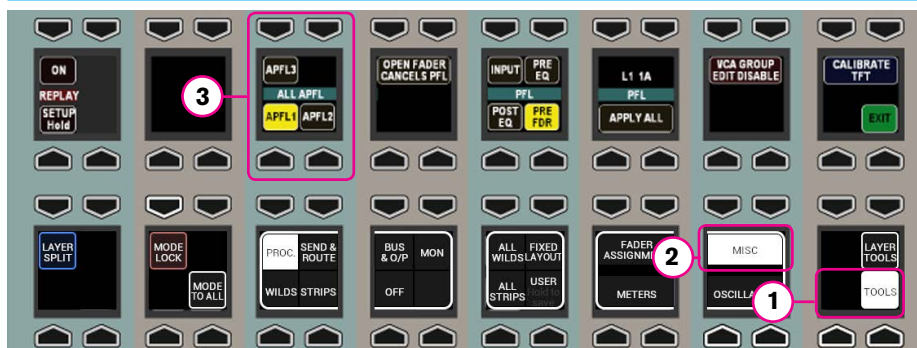 ON
REPLAY
SETUP
Hold
3
APFL3
ALL APFL
APFL1 APFL2
OPEN FADER
CANCELS PFL
INPUT PRE
EQ
PFL
POST PRE
EQ FDR
L1 1A
PFL
APPLY ALL
VCA GROUP
EDIT DISABLE
CALIBRATE
TFT
EXIT
LAYER
SPLIT
MODE
LOCK
MODE
TO ALL
PROC. SEND &
ROUTE
WILDS STRIPS
BUS
& O/P MON
OFF
ALL FIXED
WILDS LAYOUT
ALL USER
STRIPS Hold to
save
FADER
METERS
2
MISC
1
LAYER
TOOLS
TOOLS